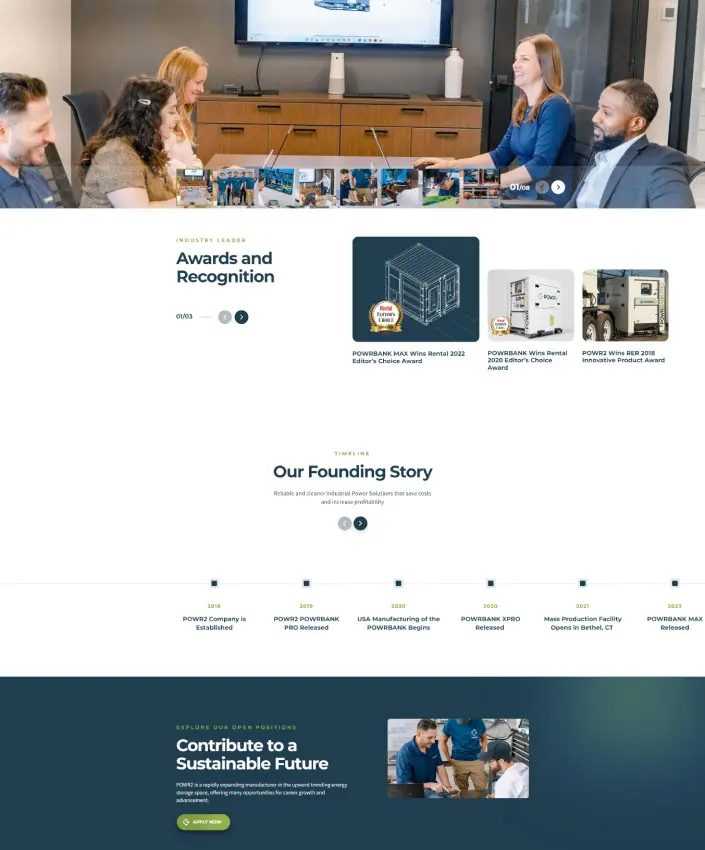 01/08
INDUSTRY LEADER
Awards and
Recognition
01/03
POWRBANK MAX Wins Rental 2022
Editor's Choice Award
POWRBANK Wins Rental
2020 Editor's Choice
Award
POWR2 Wins RER 2018
Innovative Product Award
TIMELINE
Our Founding Story
Reliable and cleaner Industrial Power Solutions that save costs
and increase profitability
2018
POWR2 Company is
Established
2019
POWR2 POWRBANK
PRO Released
2020
USA Manufacturing of the
POWRBANK Begins
2020
POWRBANK XPRO
Released
2021
Mass Production Facility
Opens in Bethel, CT
2023
POWRBANK MAX
Released
EXPLORE OUR OPEN POSITIONS
Contribute to a
Sustainable Future
POWR2 is a rapidly expanding manufacturer in the upward trending energy
storage space, offering many opportunities for career growth and
advancement.
APPLY NOW